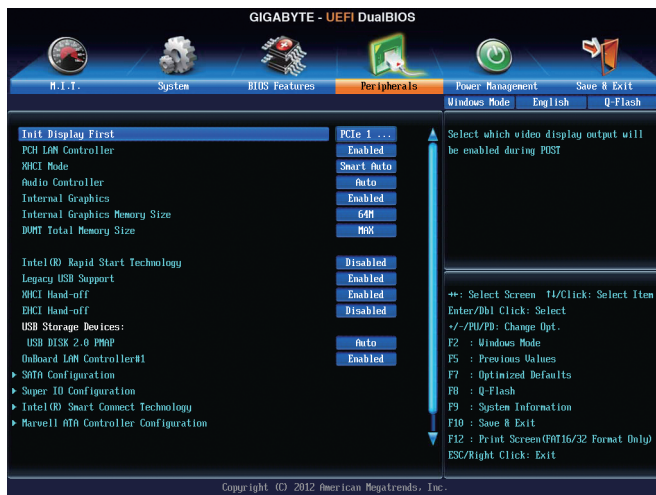 GIGABYTE - UEFI DualBIOS
M.I.T. System BIOS Features Peripherals Power Management Save & Exit
Windows Mode English Q-Flash
Init Display First PCIe 1 ...
PCH LAN Controller Enabled
XHCI Mode Smart Auto
Audio Controller Auto
Internal Graphics Enabled
Internal Graphics Memory Size 64M
DVMT Total Memory Size MAX
Intel(R) Rapid Start Technology Disabled
Legacy USB Support Enabled
XHCI Hand-off Enabled
EHCI Hand-off Disabled
USB Storage Devices:
USB DISK 2.0 PMAP Auto
OnBoard LAN Controller#1 Enabled
SATA Configuration
Super IO Configuration
Intel(R) Smart Connect Technology
Marvell ATA Controller Configuration
Select which video display output will
be enabled during POST
→←: Select Screen ↑↓/Click: Select Item
Enter/Dbl Click: Select
+/-/PU/PD: Change Opt.
F2 : Windows Mode
F5 : Previous Values
F7 : Optimized Defaults
F8 : Q-Flash
F9 : System Information
F10 : Save & Exit
F12 : Print Screen(FAT16/32 Format Only)
ESC/Right Click: Exit
Copyright (C) 2012 American Megatrends, Inc.